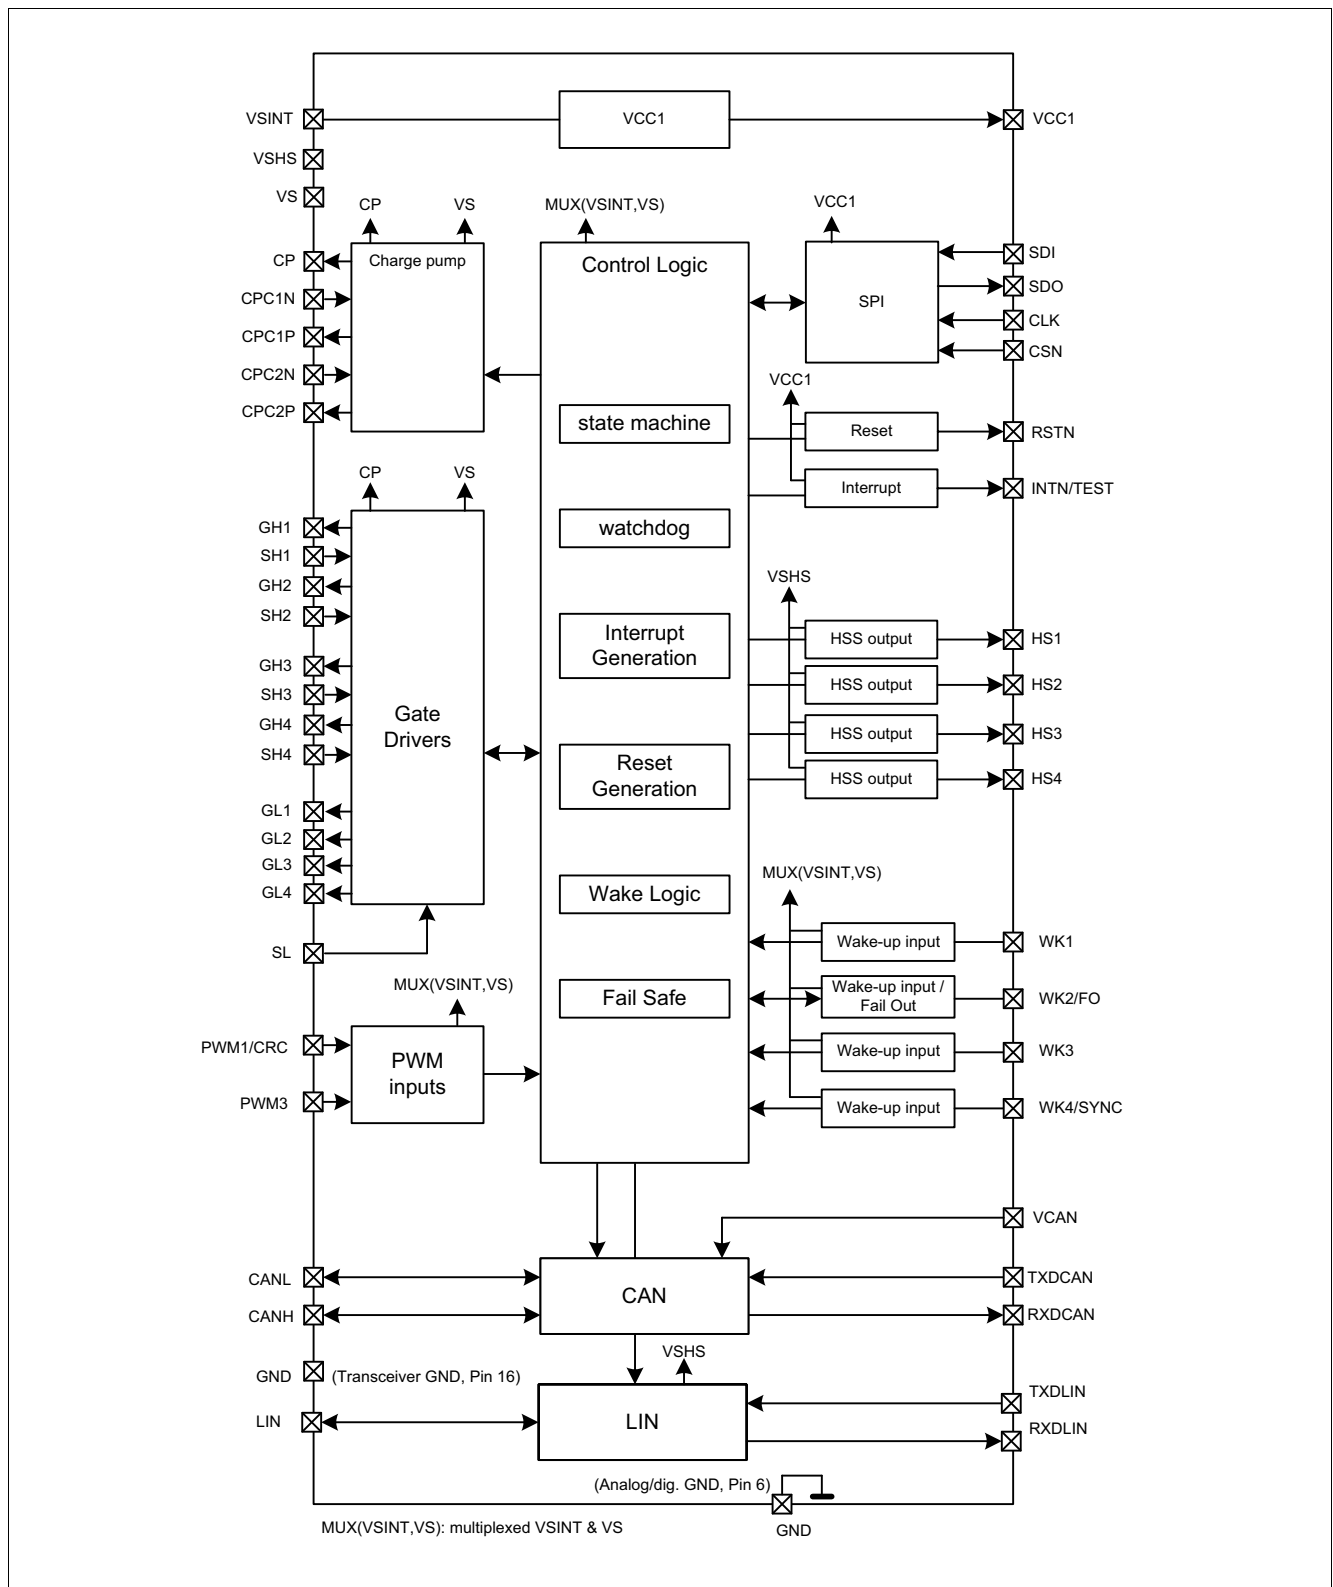 VSINT
VCC1
VCC1
VSHS
VS
CP
VS
MUX(VSINT,VS)
VCC1
CP
Charge pump
Control Logic
SDI
CPC1N
SPI
SDO
CPC1P
CLK
CSN
CPC2N
VCC1
CPC2P
state machine
Reset
RSTN
CP
VS
Interrupt
INTN/TEST
GH1
watchdog
SH1
GH2
VSHS
SH2
Interrupt
Generation
HSS output
HS1
GH3
HSS output
HS2
SH3
Gate
Drivers
GH4
HSS output
HS3
SH4
Reset
Generation
HSS output
HS4
GL1
GL2
GL3
MUX(VSINT,VS)
GL4
Wake Logic
SL
Wake-up input
WK1
MUX(VSINT,VS)
Fail Safe
Wake-up input /
Fail Out
WK2/FO
PWM1/CRC
PWM
inputs
Wake-up input
WK3
PWM3
Wake-up input
WK4/SYNC
VCAN
CANL
CAN
TXDCAN
CANH
RXDCAN
VSHS
GND
(Transceiver GND, Pin 16)
TXDLIN
LIN
LIN
RXDLIN
(Analog/dig. GND, Pin 6)
MUX(VSINT,VS): multiplexed VSINT & VS
GND